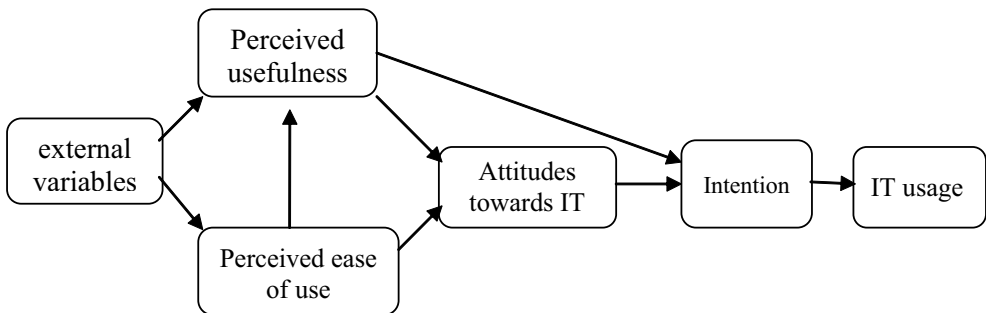 Perceived
usefulness
external
variables
Attitudes
towards IT
Intention
IT usage
Perceived ease
of use